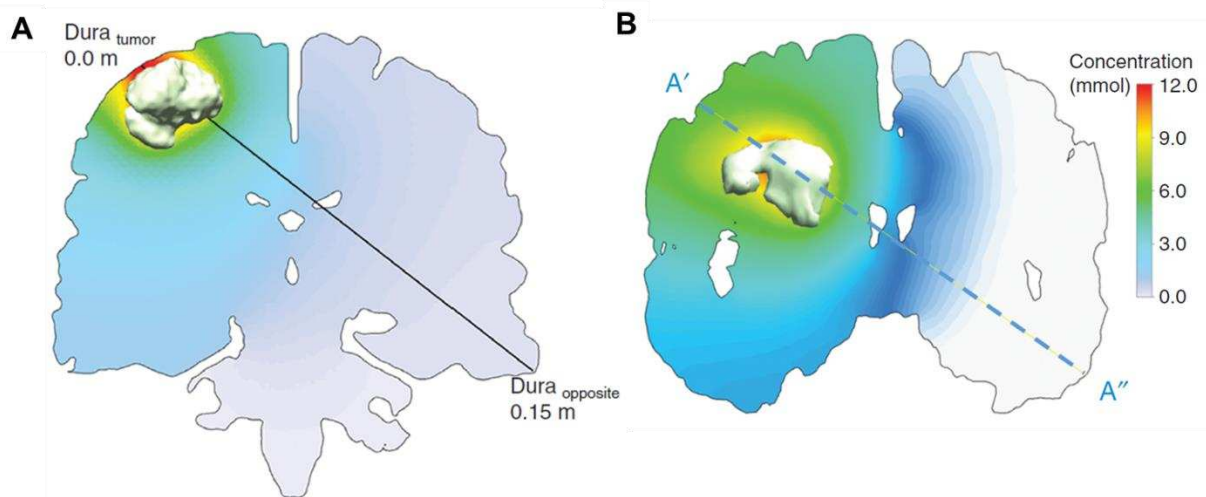 A
Dura tumor
0.0 m
Dura opposite
0.15 m
B
A′
A″
Concentration
(mmol)
12.0
9.0
6.0
3.0
0.0